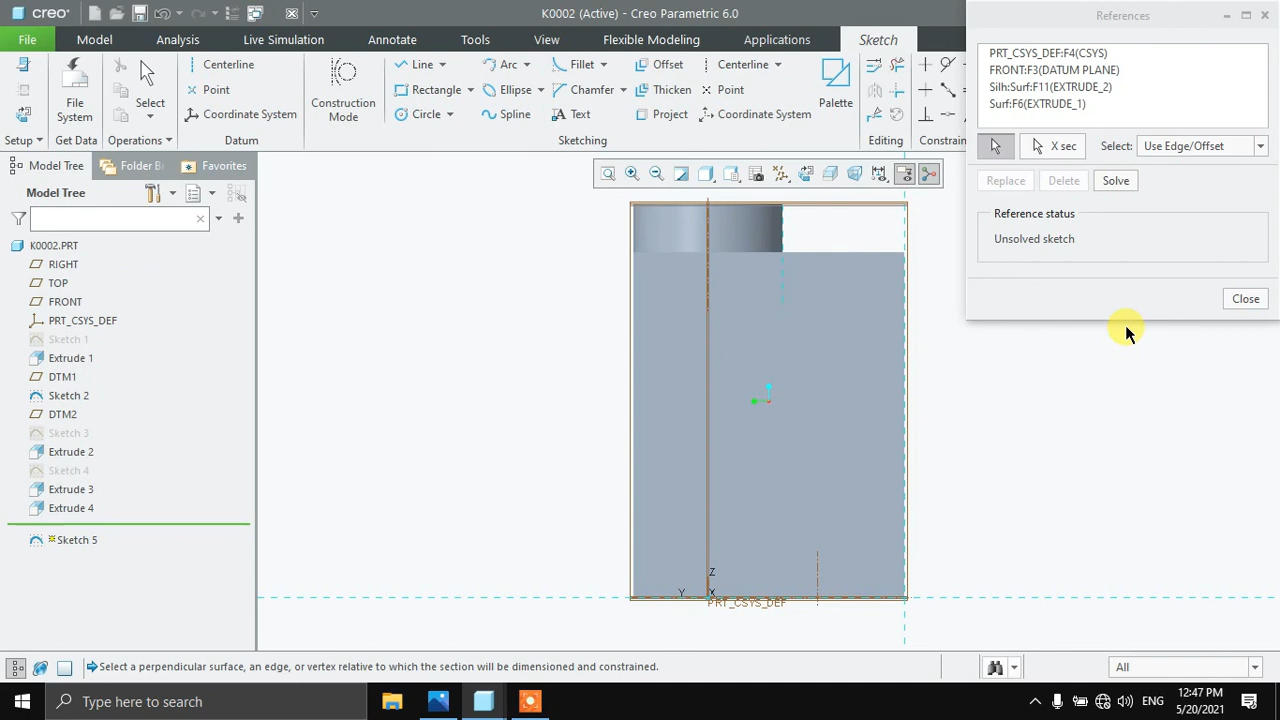 creo
K0002 (Active) - Creo Parametric 6.0
References
File Model Analysis Live Simulation Annotate Tools View Flexible Modeling Applications Sketch
PRT_CSYS_DEF:F4(CSYS)
FRONT:F3(DATUM PLANE)
Silh:Surf:F11(EXTRUDE_2)
Surf:F6(EXTRUDE_1)
Centerline Line Arc Fillet Offset Centerline
Point Rectangle Ellipse Chamfer Thicken Point
Coordinate System Circle Spline Text Project Coordinate System
File System
Select
Construction Mode
Palette
Setup Get Data Operations Datum Sketching Editing Constrain
X sec Select: Use Edge/Offset
Replace Delete Solve
Reference status
Unsolved sketch
Close
Model Tree Folder B Favorites
Model Tree
K0002.PRT
RIGHT
TOP
FRONT
PRT_CSYS_DEF
Sketch 1
Extrude 1
DTM1
Sketch 2
DTM2
Sketch 3
Extrude 2
Sketch 4
Extrude 3
Extrude 4
Sketch 5
Z
Y X
PRT_CSYS_DEF
Select a perpendicular surface, an edge, or vertex relative to which the section will be dimensioned and constrained.
All
Type here to search
ENG
12:47 PM
5/20/2021